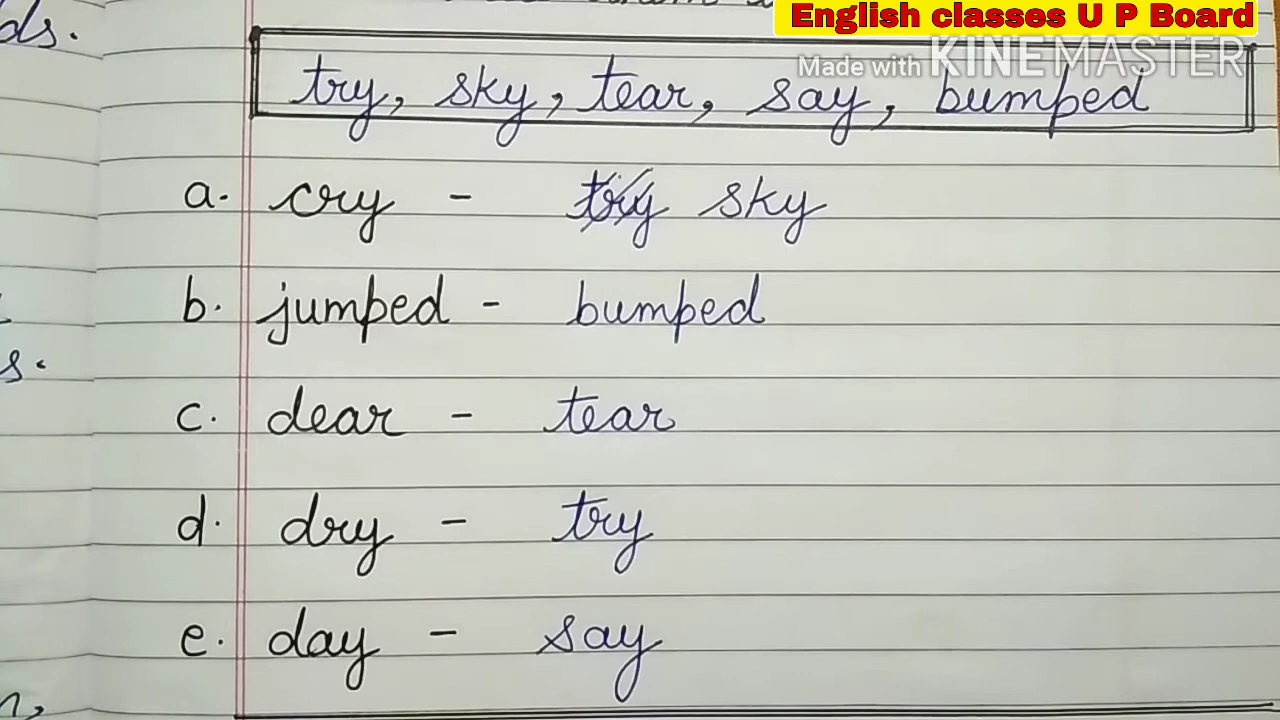 ds.
English classes U P Board
Made with KINEMASTER
try, sky, tear, say, bumped
a. cry - try sky
b. jumped - bumped
s.
c. dear - tear
d. dry - try
e. day - say
n,